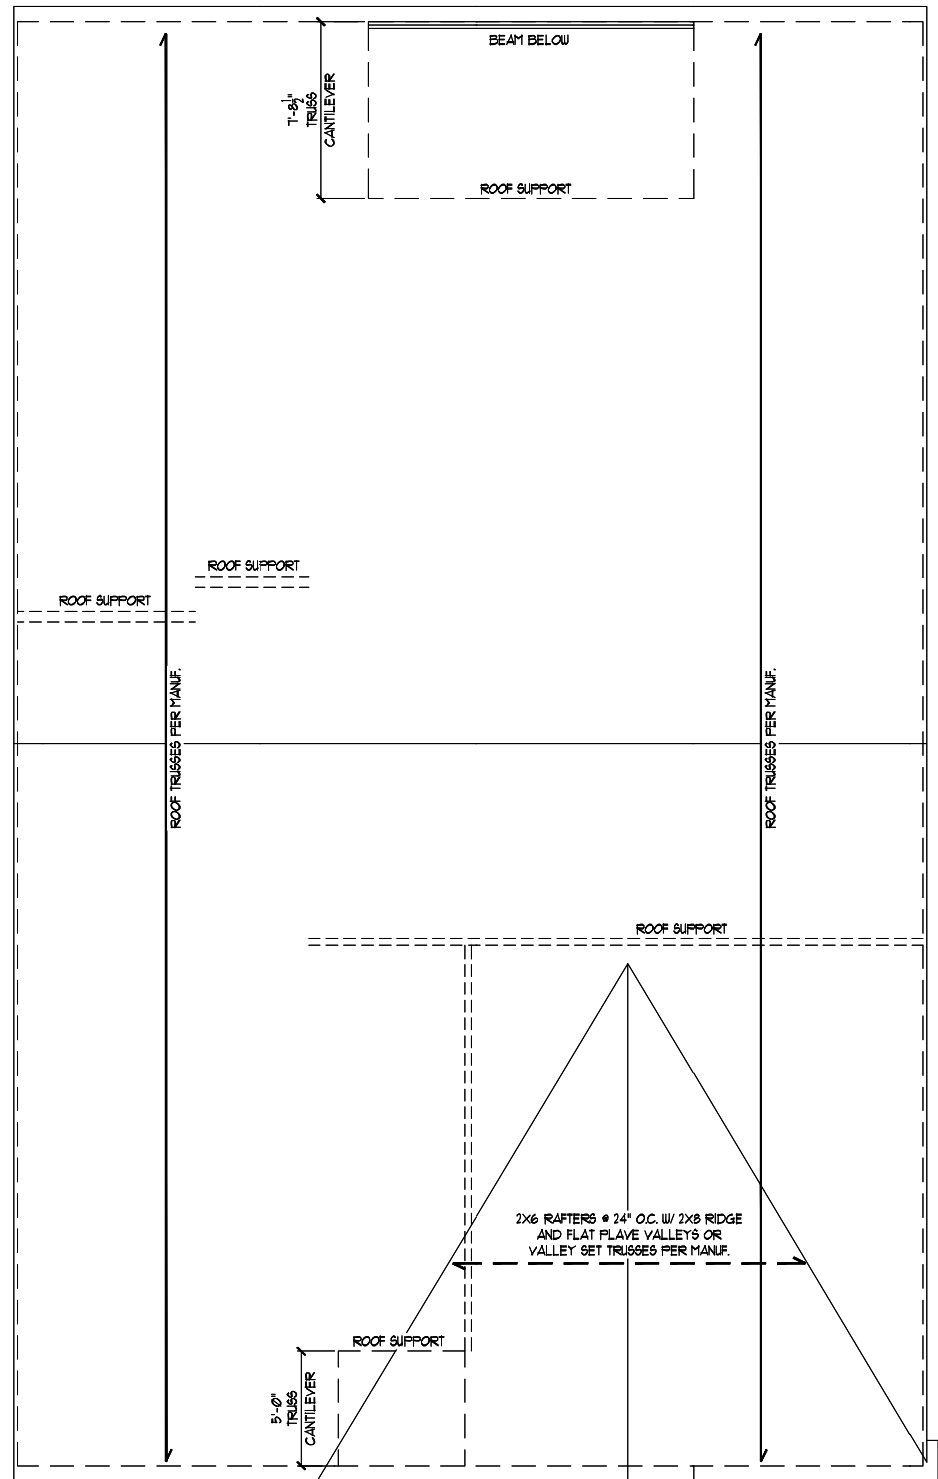 BEAM BELOW
7'-8½"
TRUSS
CANTILEVER
ROOF SUPPORT
ROOF SUPPORT
ROOF SUPPORT
ROOF TRUSSES PER MANUF.
ROOF TRUSSES PER MANUF.
ROOF SUPPORT
2X6 RAFTERS @ 24" O.C. W/ 2X8 RIDGE
AND FLAT PLAVE VALLEYS OR
VALLEY SET TRUSSES PER MANUF.
ROOF SUPPORT
5'-0"
TRUSS
CANTILEVER